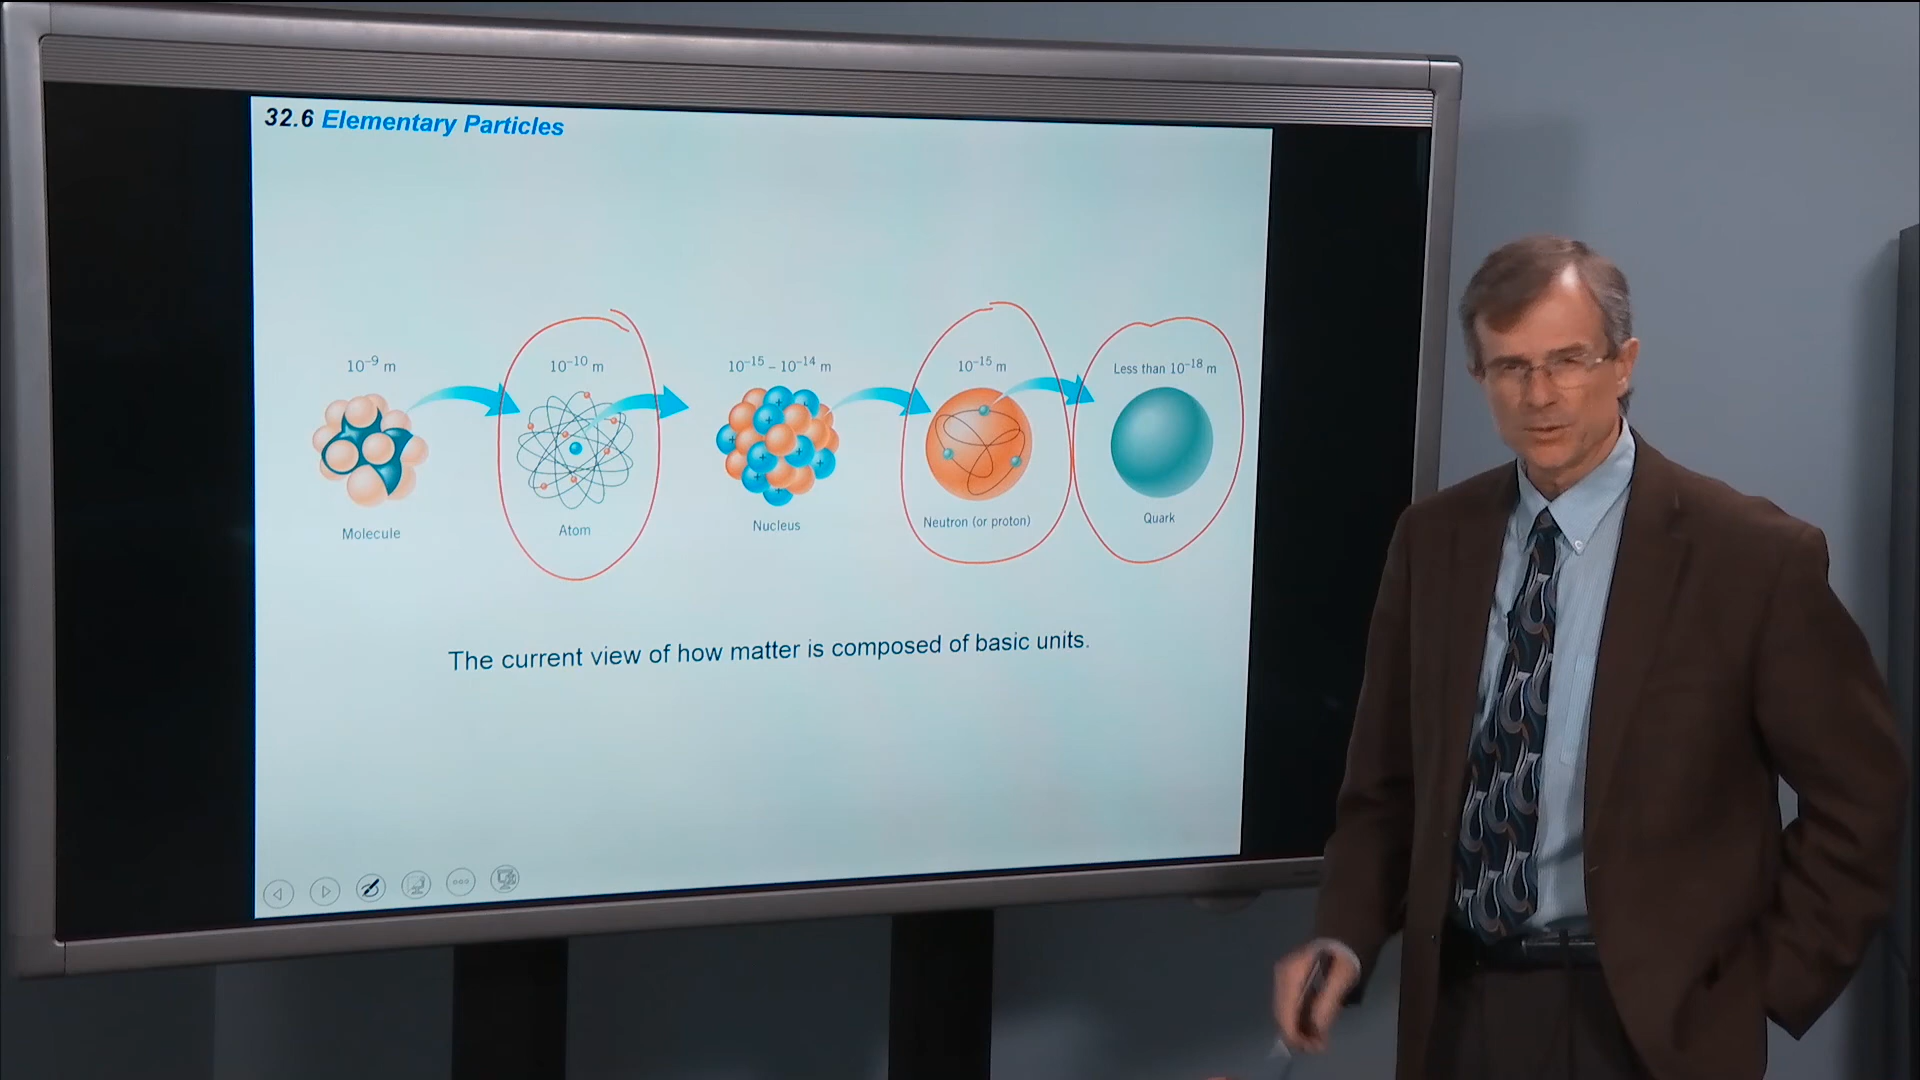 32.6 Elementary Particles
10⁻⁹ m
10⁻¹⁰ m
10⁻¹⁵ – 10⁻¹⁴ m
10⁻¹⁵ m
Less than 10⁻¹⁸ m
Molecule
Atom
Nucleus
Neutron (or proton)
Quark
The current view of how matter is composed of basic units.